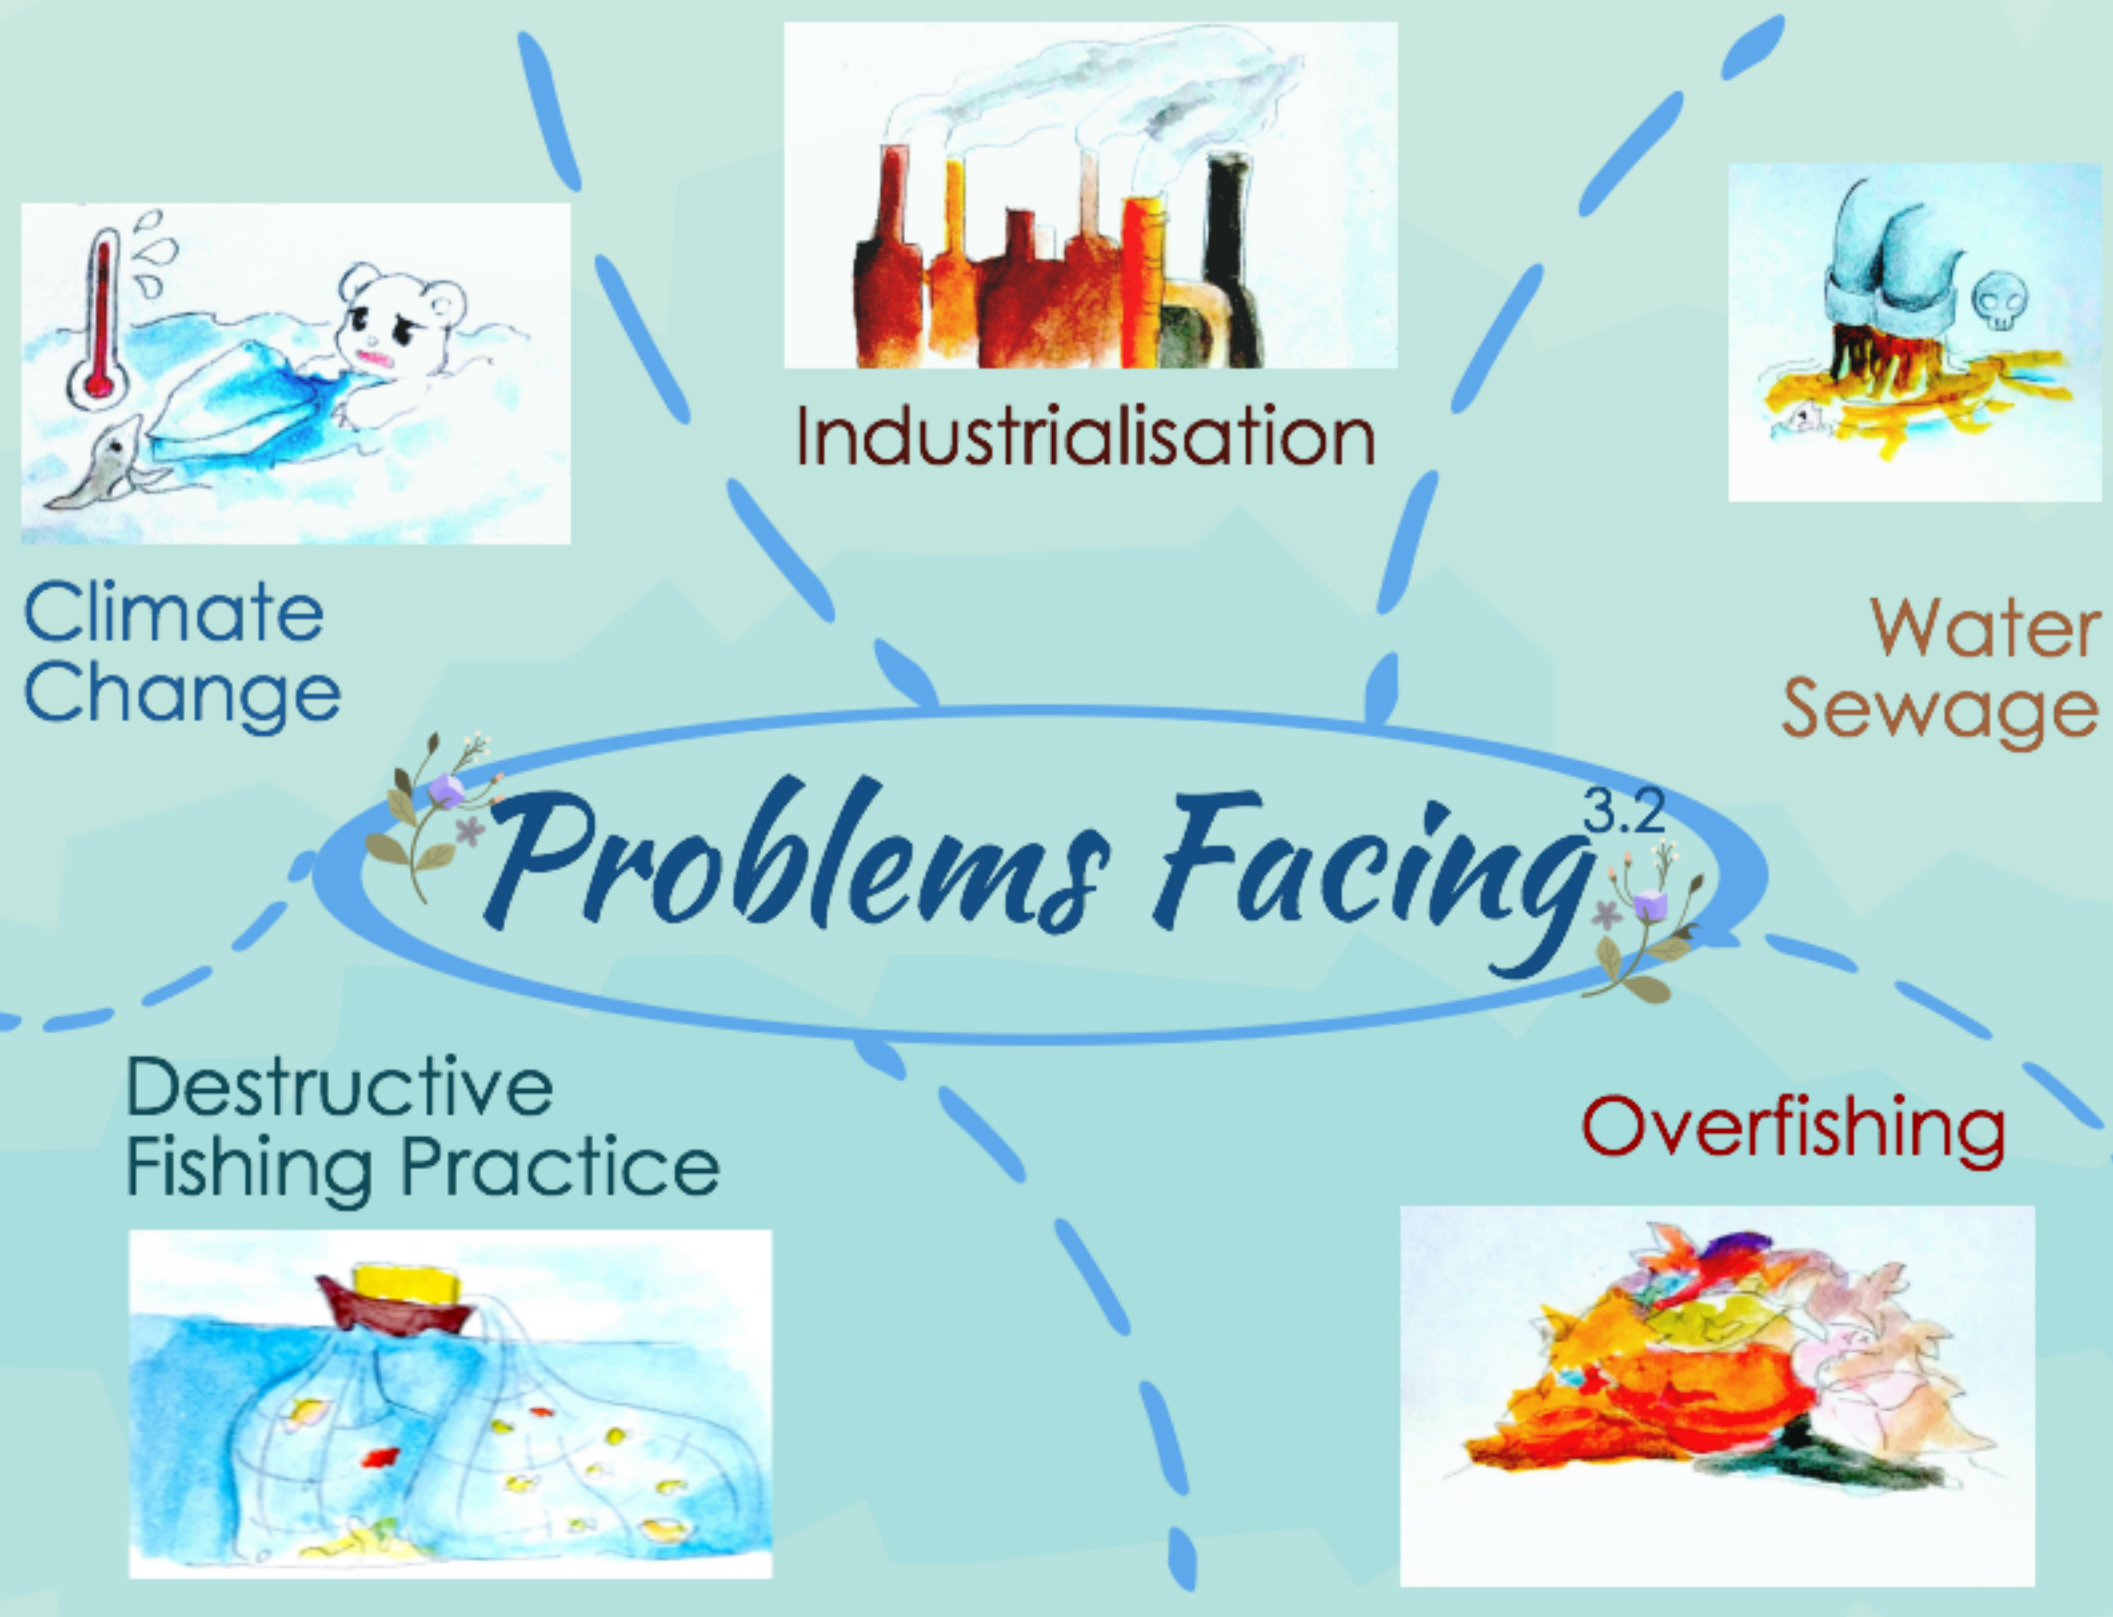 Industrialisation
Climate
Change
Water
Sewage
Problems Facing 3.2
Destructive
Fishing Practice
Overfishing